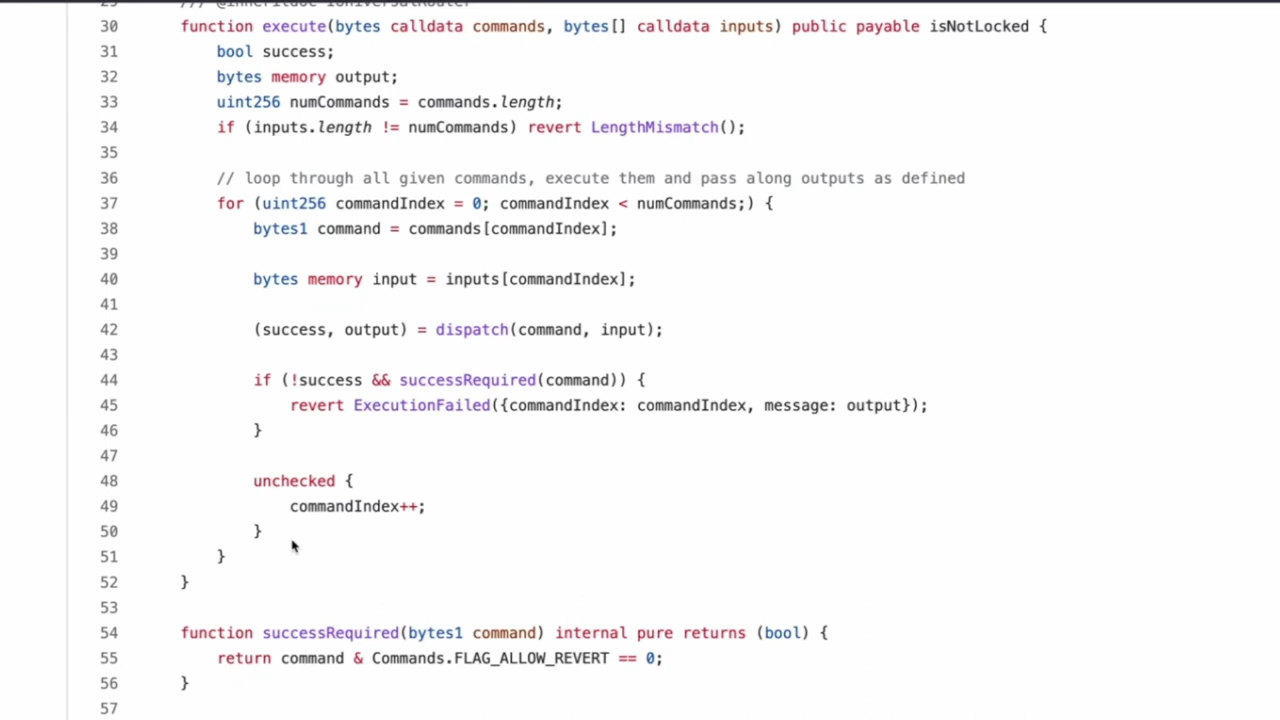 29 /// @inheritdoc IUniversalRouter
30 function execute(bytes calldata commands, bytes[] calldata inputs) public payable isNotLocked {
31 bool success;
32 bytes memory output;
33 uint256 numCommands = commands.length;
34 if (inputs.length != numCommands) revert LengthMismatch();
35
36 // loop through all given commands, execute them and pass along outputs as defined
37 for (uint256 commandIndex = 0; commandIndex < numCommands;) {
38 bytes1 command = commands[commandIndex];
39
40 bytes memory input = inputs[commandIndex];
41
42 (success, output) = dispatch(command, input);
43
44 if (!success && successRequired(command)) {
45 revert ExecutionFailed({commandIndex: commandIndex, message: output});
46 }
47
48 unchecked {
49 commandIndex++;
50 }
51 }
52 }
53
54 function successRequired(bytes1 command) internal pure returns (bool) {
55 return command & Commands.FLAG_ALLOW_REVERT == 0;
56 }
57